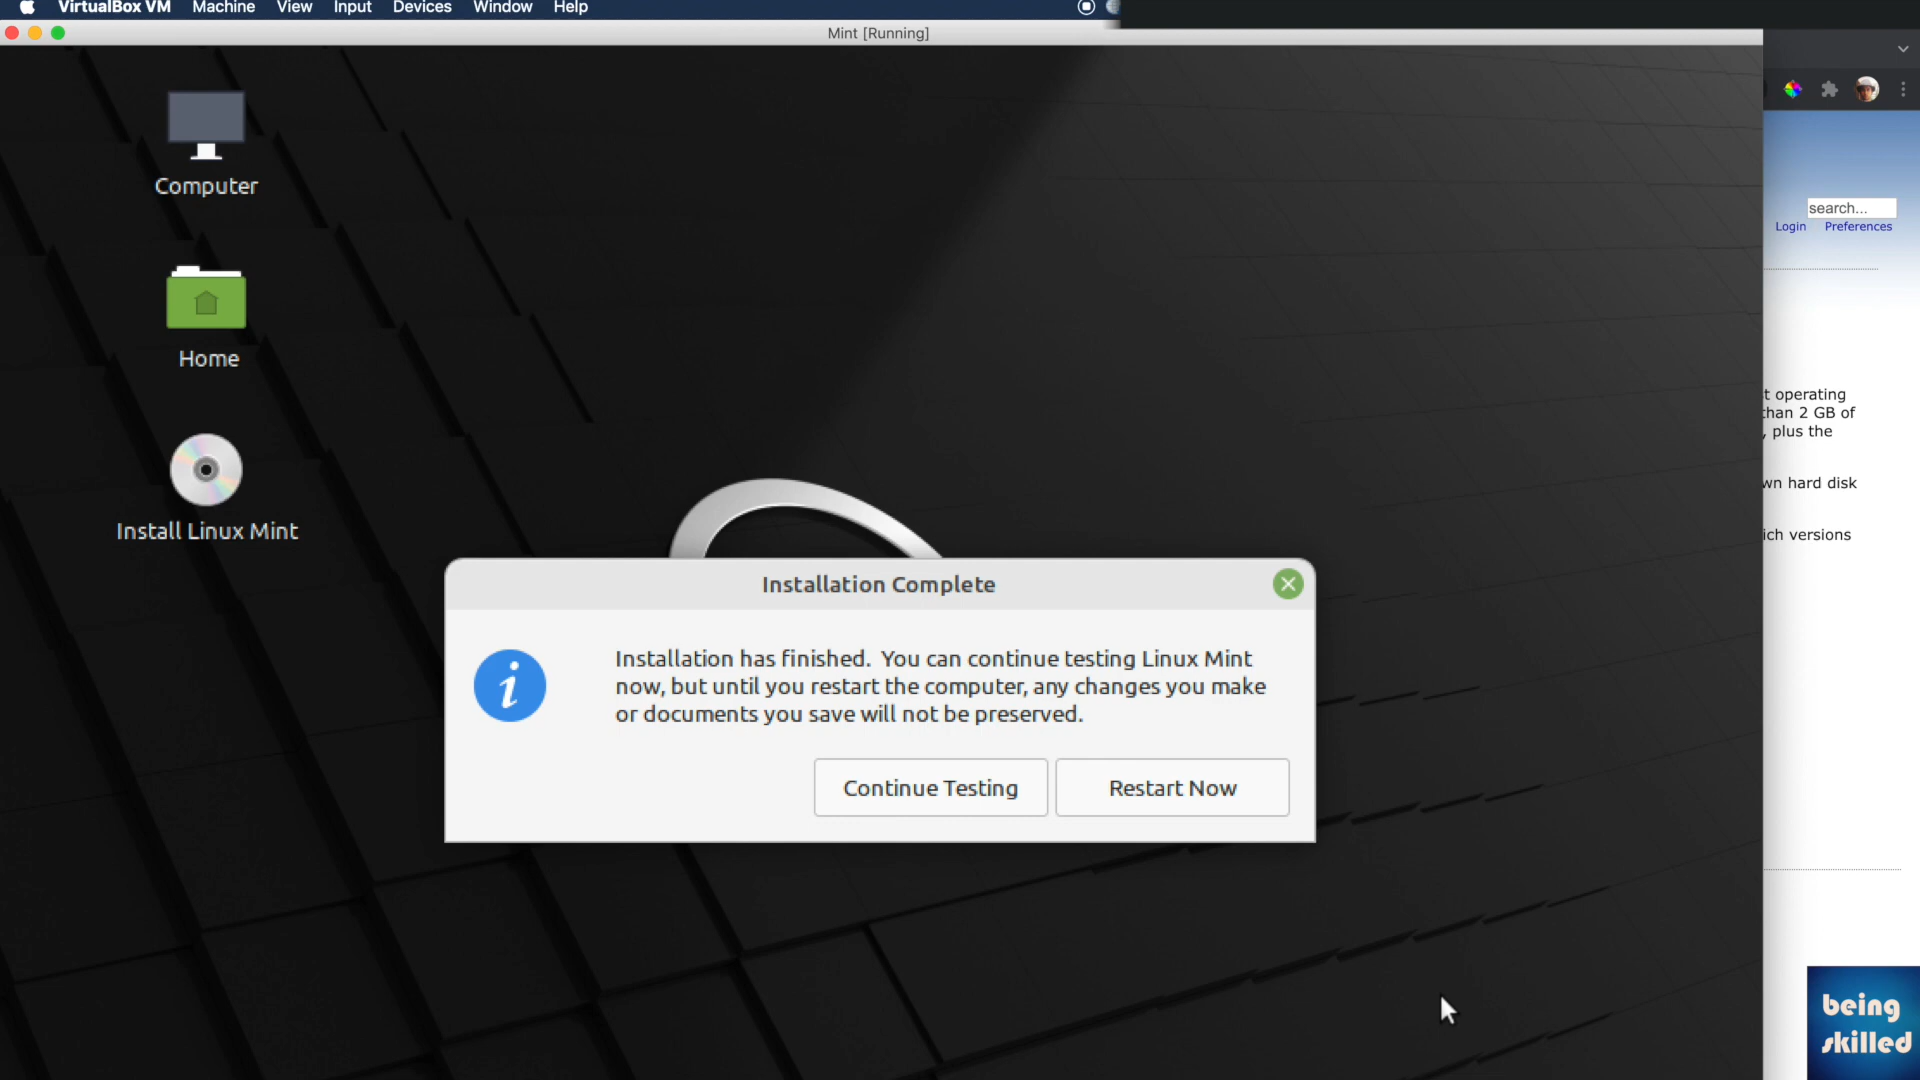 VirtualBox VM Machine View Input Devices Window Help
Mint [Running]
Computer
Home
Install Linux Mint
Installation Complete
Installation has finished. You can continue testing Linux Mint
now, but until you restart the computer, any changes you make
or documents you save will not be preserved.
Continue Testing Restart Now
search...
Login Preferences
t operating
than 2 GB of
, plus the
wn hard disk
ich versions
being
skilled